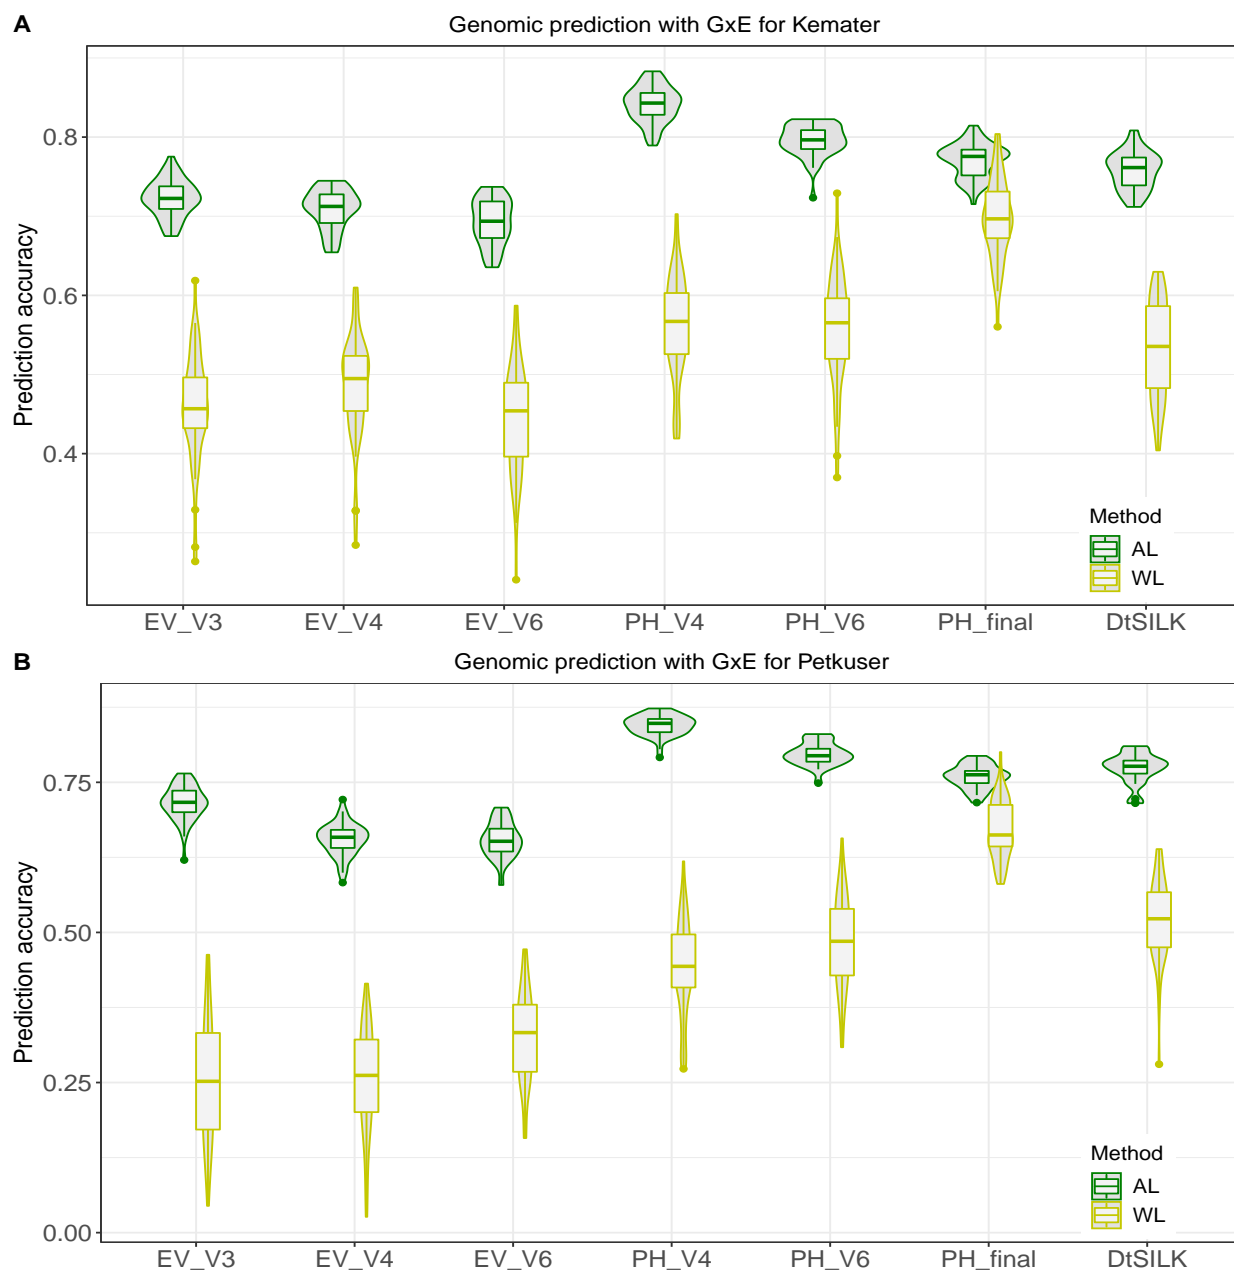 A
Genomic prediction with GxE for Kemater
Prediction accuracy
0.8
0.6
0.4
Method
AL
WL
EV_V3 EV_V4 EV_V6 PH_V4 PH_V6 PH_final DtSILK
B
Genomic prediction with GxE for Petkuser
Prediction accuracy
0.75
0.50
0.25
0.00
Method
AL
WL
EV_V3 EV_V4 EV_V6 PH_V4 PH_V6 PH_final DtSILK